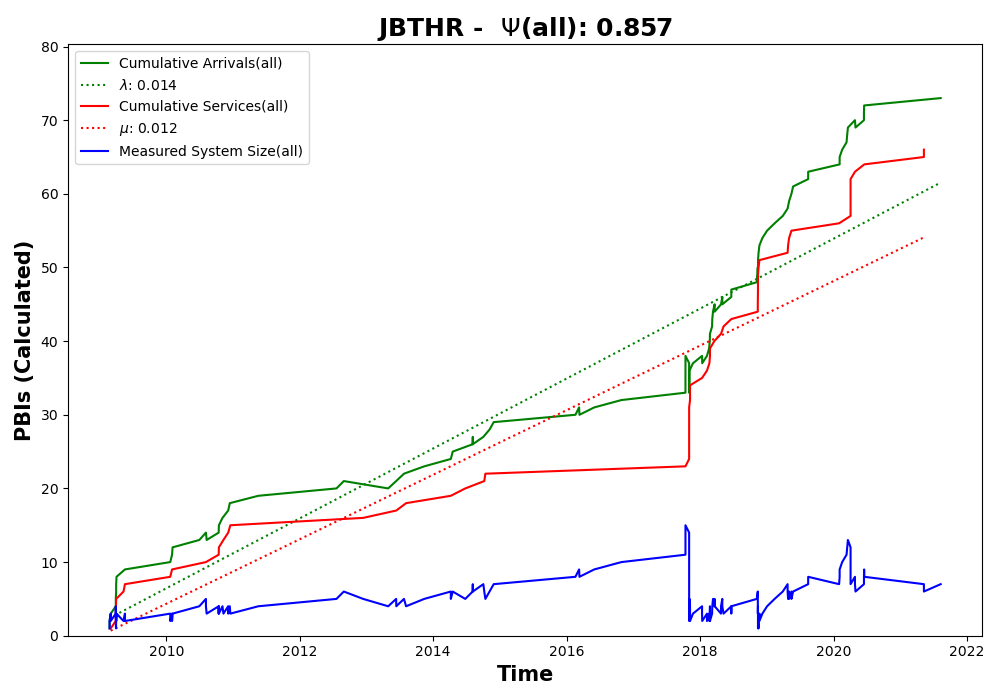 JBTHR - Ψ(all): 0.857
Cumulative Arrivals(all)
λ: 0.014
Cumulative Services(all)
μ: 0.012
Measured System Size(all)
PBIs (Calculated)
80
70
60
50
40
30
20
10
0
2010 2012 2014 2016 2018 2020 2022
Time